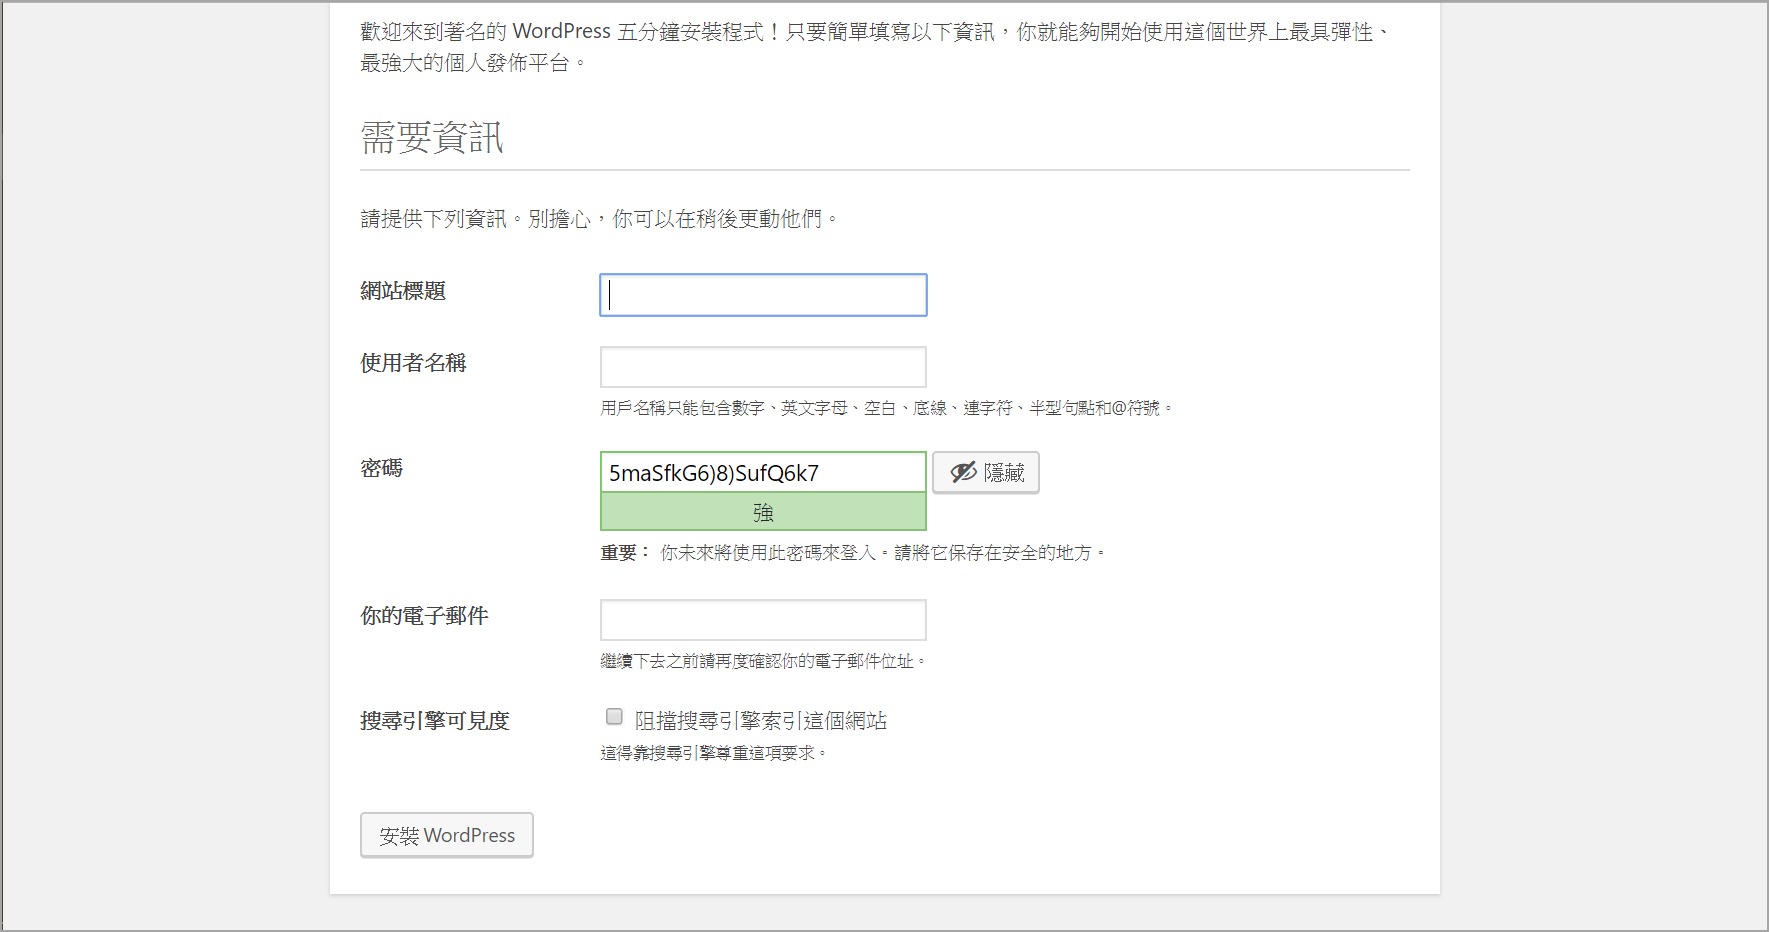 歡迎來到著名的 WordPress 五分鐘安裝程式！只要簡單填寫以下資訊，你就能夠開始使用這個世界上最具彈性、
最強大的個人發佈平台。
需要資訊
請提供下列資訊。別擔心，你可以在稍後更動他們。
網站標題
使用者名稱
用戶名稱只能包含數字、英文字母、空白、底線、連字符、半型句點和@符號。
密碼
5maSfkG6)8)SufQ6k7
隱藏
強
重要： 你未來將使用此密碼來登入。請將它保存在安全的地方。
你的電子郵件
繼續下去之前請再度確認你的電子郵件位址。
搜尋引擎可見度
阻擋搜尋引擎索引這個網站
這得靠搜尋引擎尊重這項要求。
安裝 WordPress